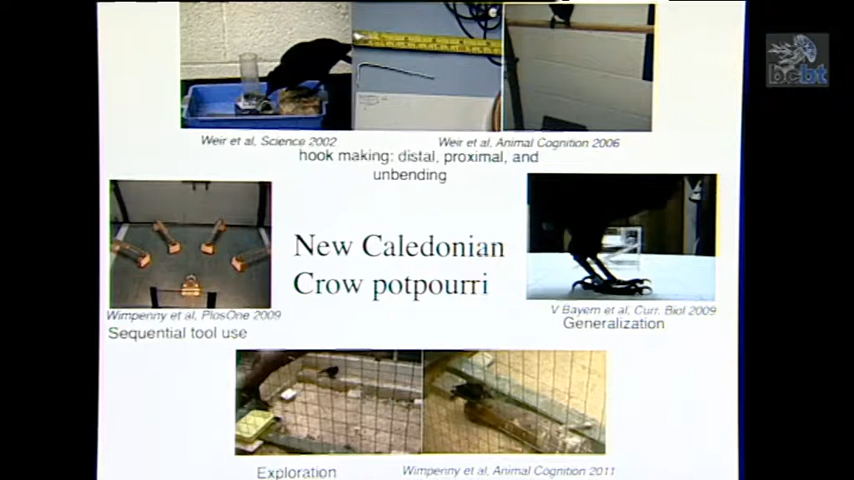 bcbt
Weir et al, Science 2002
Weir et al, Animal Cognition 2006
hook making: distal, proximal, and
unbending
New Caledonian
Crow potpourri
Wimpenny et al, PlosOne 2009
Sequential tool use
V Bayern et al, Curr. Biol 2009
Generalization
Exploration
Wimpenny et al, Animal Cognition 2011